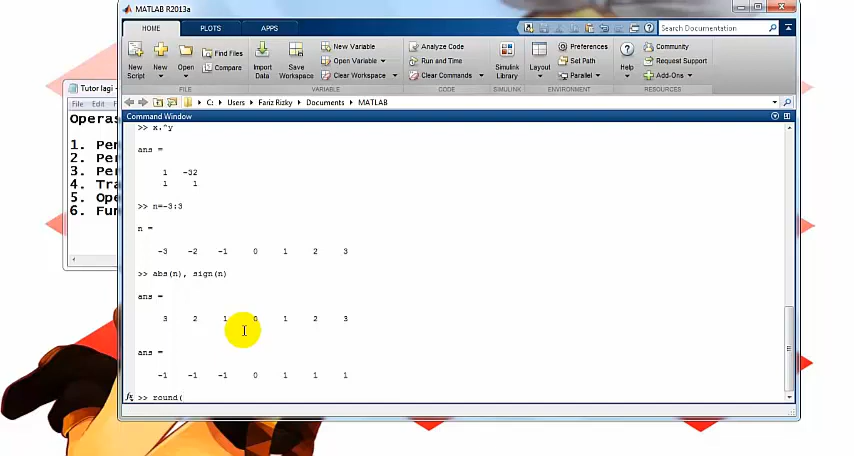 MATLAB R2013a
HOME PLOTS APPS
Search Documentation
New Script
New
Open
Find Files
Compare
FILE
Import Data
Save Workspace
New Variable
Open Variable
Clear Workspace
VARIABLE
Analyze Code
Run and Time
Clear Commands
CODE
Simulink Library
SIMULINK
Layout
Preferences
Set Path
Parallel
ENVIRONMENT
Help
Community
Request Support
Add-Ons
RESOURCES
C: Users Fariz Rizky Documents MATLAB
Tutor lagi -
File Edit
Operas
1. Pe
2. Pe
3. Pe
4. Tra
5. Ope
6. Fun
Command Window
>> x.^y
ans =
1 -32
1 1
>> n=-3:3
n =
-3 -2 -1 0 1 2 3
>> abs(n), sign(n)
ans =
3 2 1 0 1 2 3
ans =
-1 -1 -1 0 1 1 1
fx >> round(